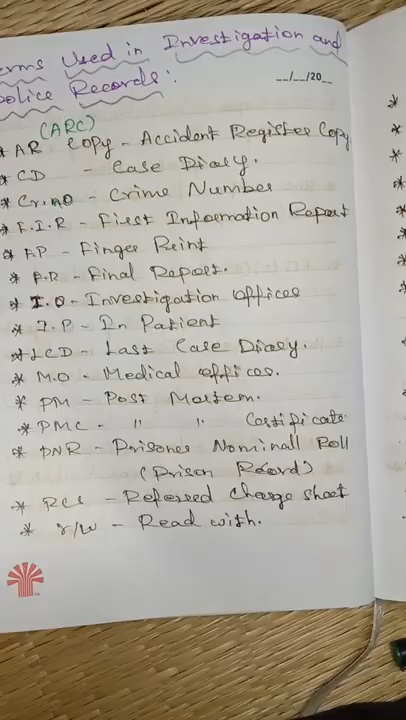 erms Used in Investigation and
olice Records:
__/__/20__
(ARC)
* AR Copy - Accident Register Copy
* CD - Case Diary.
* Cr.no - Crime Number
* F.I.R - First Information Report
* F.P - Finger Print
* F.R - Final Report.
* I.O - Investigation Officer
* I.P - In Patient
* LCD - Last Case Diary.
* M.O - Medical Officer.
* PM - Post Mortem.
* PMC - " " Certificate
* PNR - Prisoner Nominall Roll
(Prison Record)
* RCS - Referred Charge sheet
* r/w - Read with.